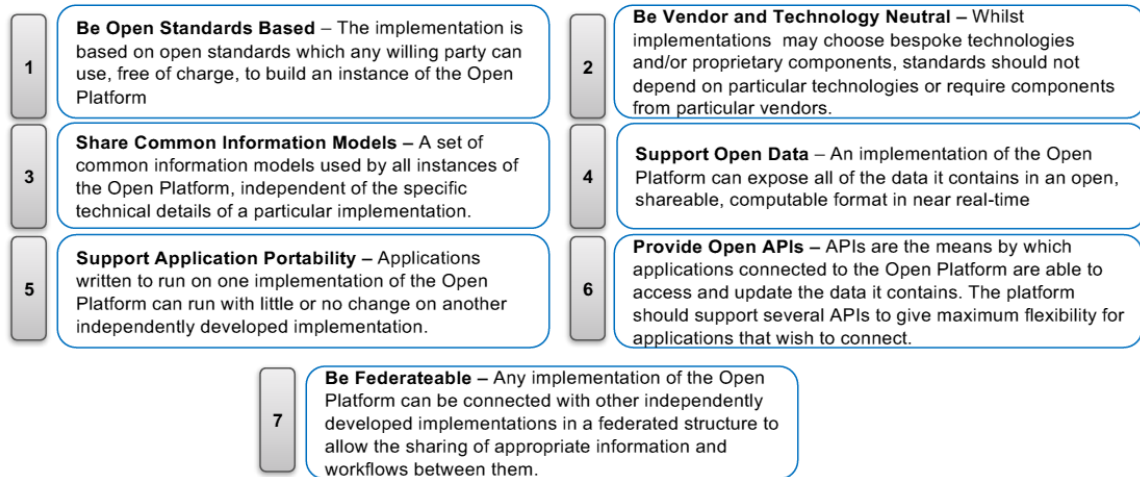 1
Be Open Standards Based – The implementation is
based on open standards which any willing party can
use, free of charge, to build an instance of the Open
Platform
2
Be Vendor and Technology Neutral – Whilst
implementations may choose bespoke technologies
and/or proprietary components, standards should not
depend on particular technologies or require components
from particular vendors.
3
Share Common Information Models – A set of
common information models used by all instances of
the Open Platform, independent of the specific
technical details of a particular implementation.
4
Support Open Data – An implementation of the Open
Platform can expose all of the data it contains in an open,
shareable, computable format in near real-time
5
Support Application Portability – Applications
written to run on one implementation of the Open
Platform can run with little or no change on another
independently developed implementation.
6
Provide Open APIs – APIs are the means by which
applications connected to the Open Platform are able to
access and update the data it contains. The platform
should support several APIs to give maximum flexibility for
applications that wish to connect.
7
Be Federateable – Any implementation of the Open
Platform can be connected with other independently
developed implementations in a federated structure to
allow the sharing of appropriate information and
workflows between them.